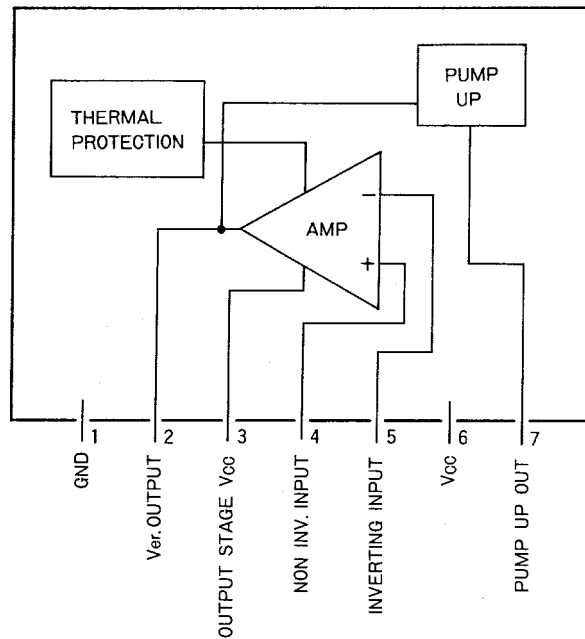 PUMP
UP
THERMAL
PROTECTION
AMP
−
+
1
2
3
4
5
6
7
GND
Ver.OUTPUT
OUTPUT STAGE Vcc
NON INV. INPUT
INVERTING INPUT
Vcc
PUMP UP OUT